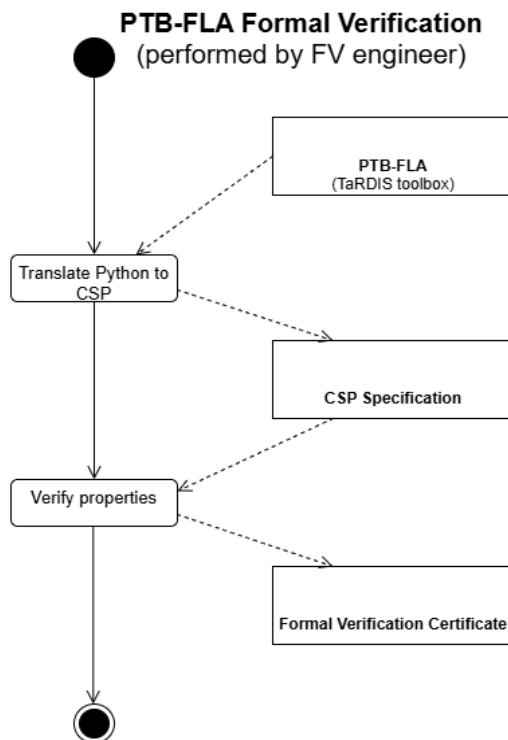 PTB-FLA Formal Verification
(performed by FV engineer)
PTB-FLA
(TaRDIS toolbox)
Translate Python to
CSP
CSP Specification
Verify properties
Formal Verification Certificate